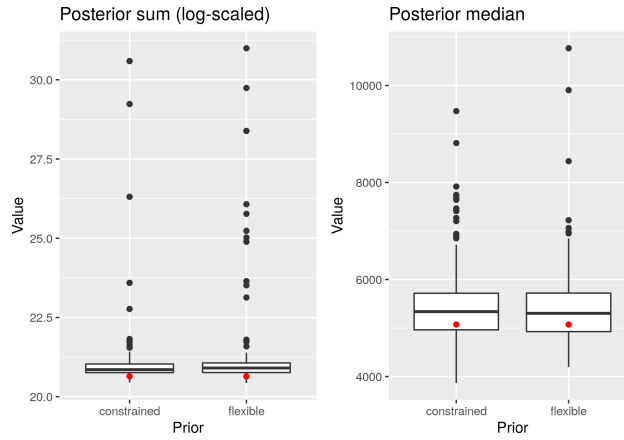 Posterior sum (log-scaled)
Value
30.0
27.5
25.0
22.5
20.0
constrained
flexible
Prior
Posterior median
Value
10000
8000
6000
4000
constrained
flexible
Prior